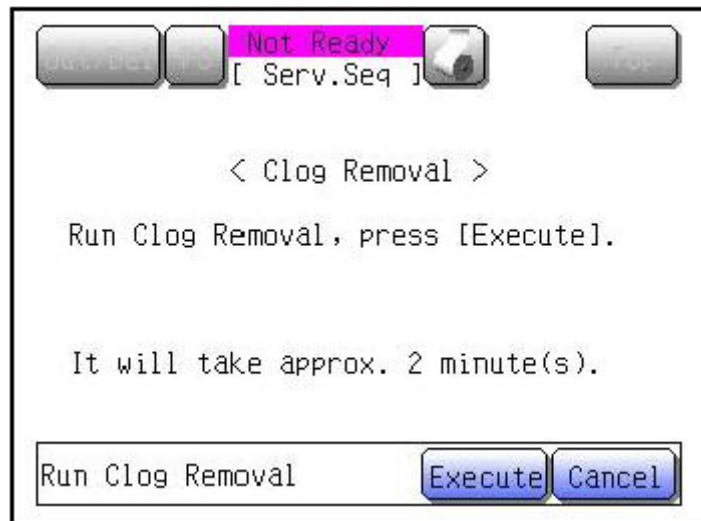 Not Ready
[ Serv.Seq ]
< Clog Removal >
Run Clog Removal, press [Execute].
It will take approx. 2 minute(s).
Run Clog Removal Execute Cancel